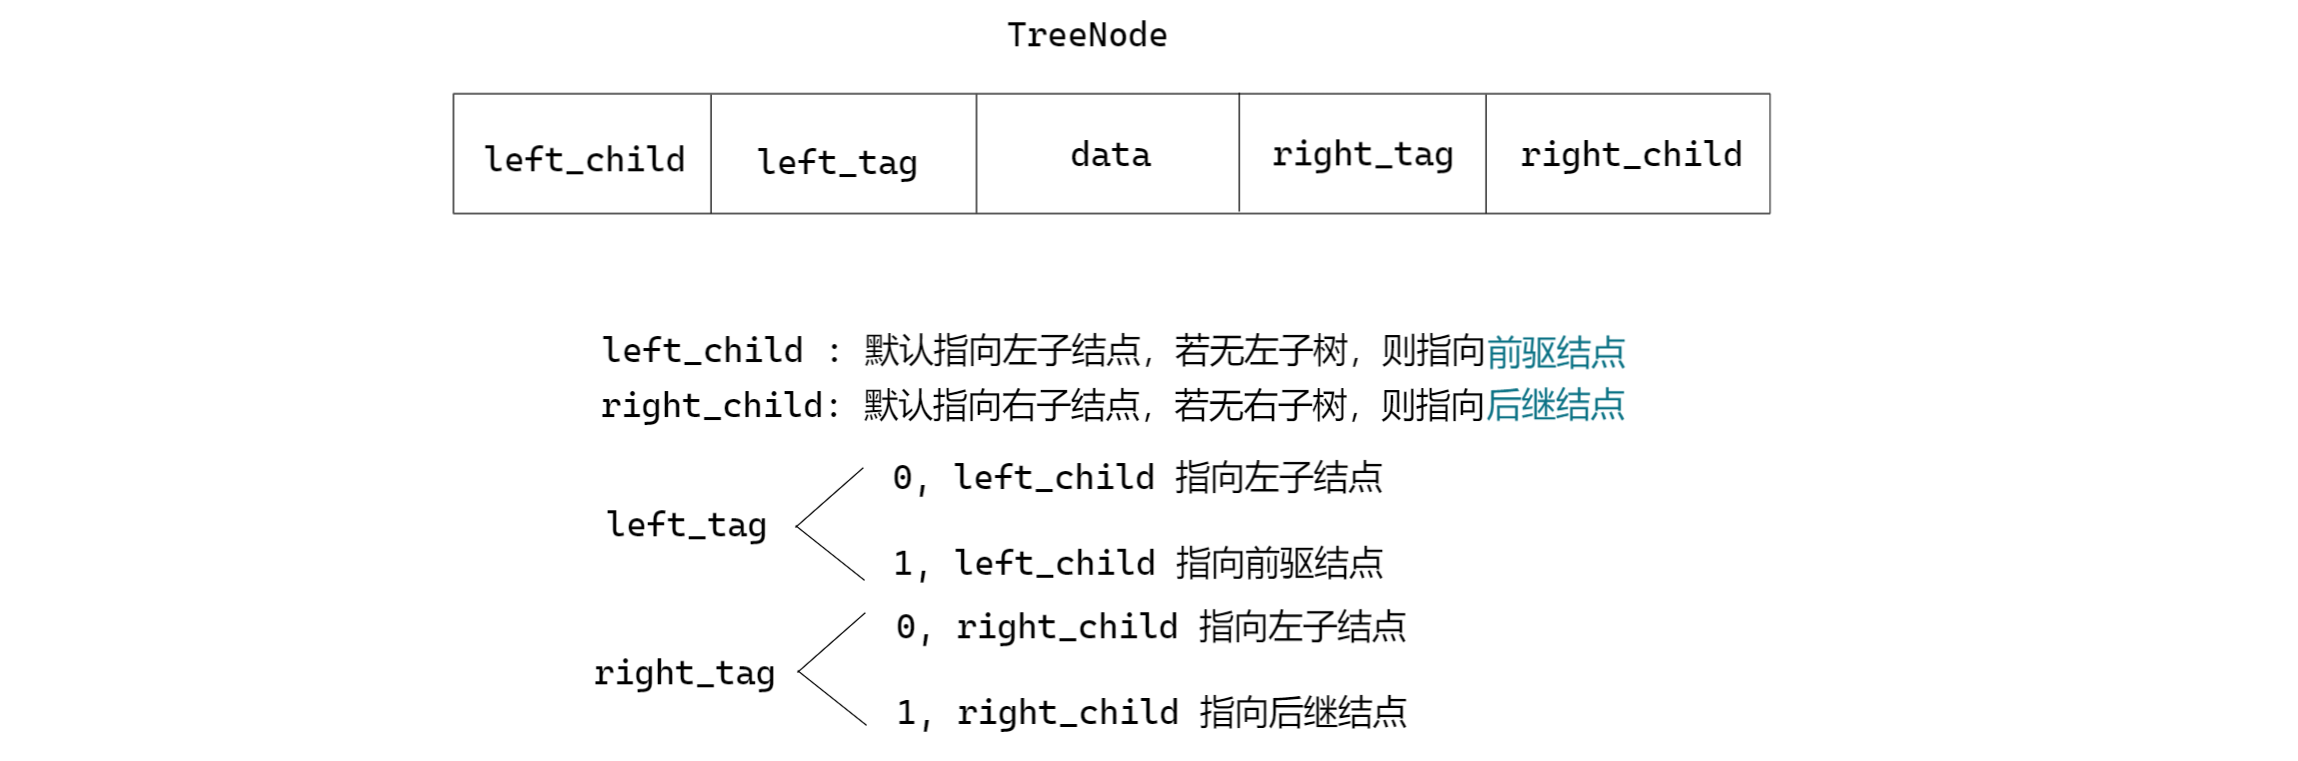 TreeNode
left_child left_tag data right_tag right_child
left_child : 默认指向左子结点，若无左子树，则指向前驱结点
right_child: 默认指向右子结点，若无右子树，则指向后继结点
0, left_child 指向左子结点
left_tag
1, left_child 指向前驱结点
0, right_child 指向左子结点
right_tag
1, right_child 指向后继结点